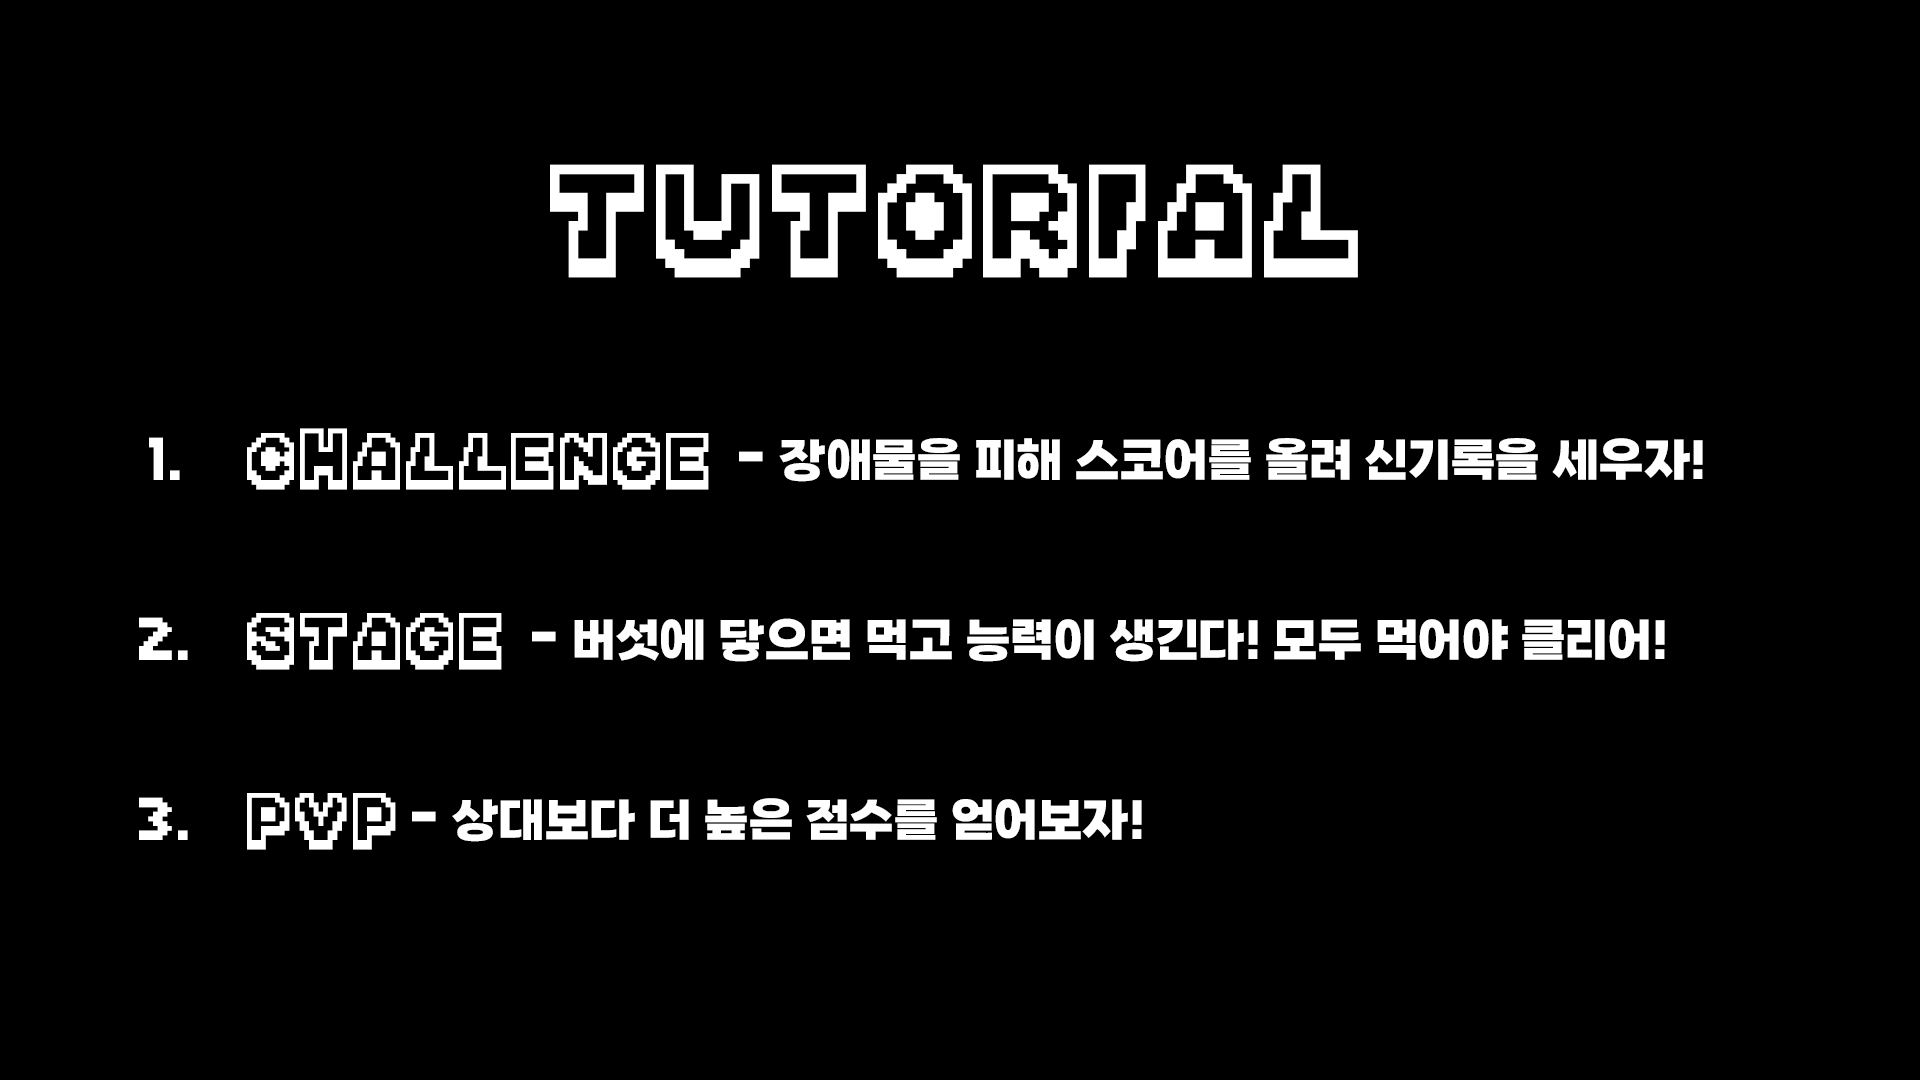 TUTORIAL
1. CHALLENGE - 장애물을 피해 스코어를 올려 신기록을 세우자!
2. STAGE - 버섯에 닿으면 먹고 능력이 생긴다! 모두 먹어야 클리어!
3. PVP - 상대보다 더 높은 점수를 얻어보자!